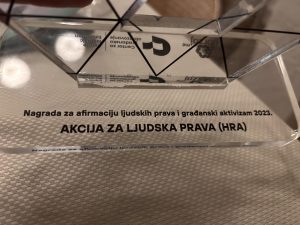 Nagrada za afirmaciju ljudskih prava i građanski aktivizam 2023.
AKCIJA ZA LJUDSKA PRAVA (HRA)